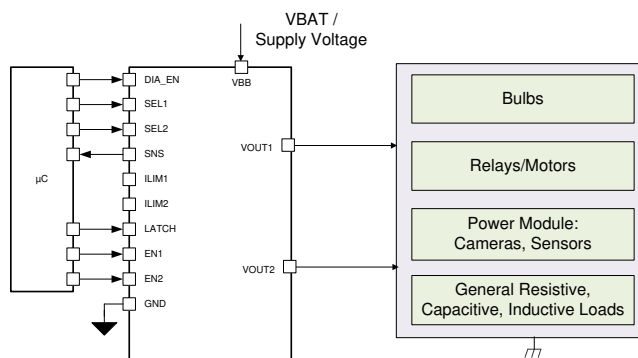 VBAT /
Supply Voltage
VBB
µC
DIA_EN
SEL1
SEL2
SNS
ILIM1
ILIM2
LATCH
EN1
EN2
GND
VOUT1
VOUT2
Bulbs
Relays/Motors
Power Module:
Cameras, Sensors
General Resistive,
Capacitive, Inductive Loads